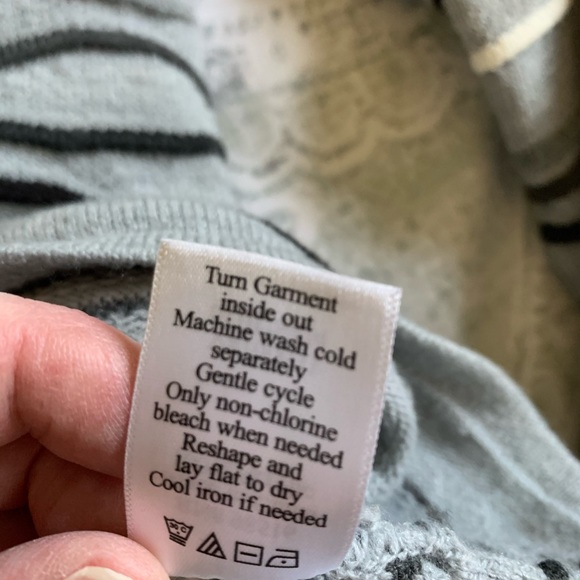 Turn Garment
inside out
Machine wash cold
separately
Gentle cycle
Only non-chlorine
bleach when needed
Reshape and
lay flat to dry
Cool iron if needed
30 C